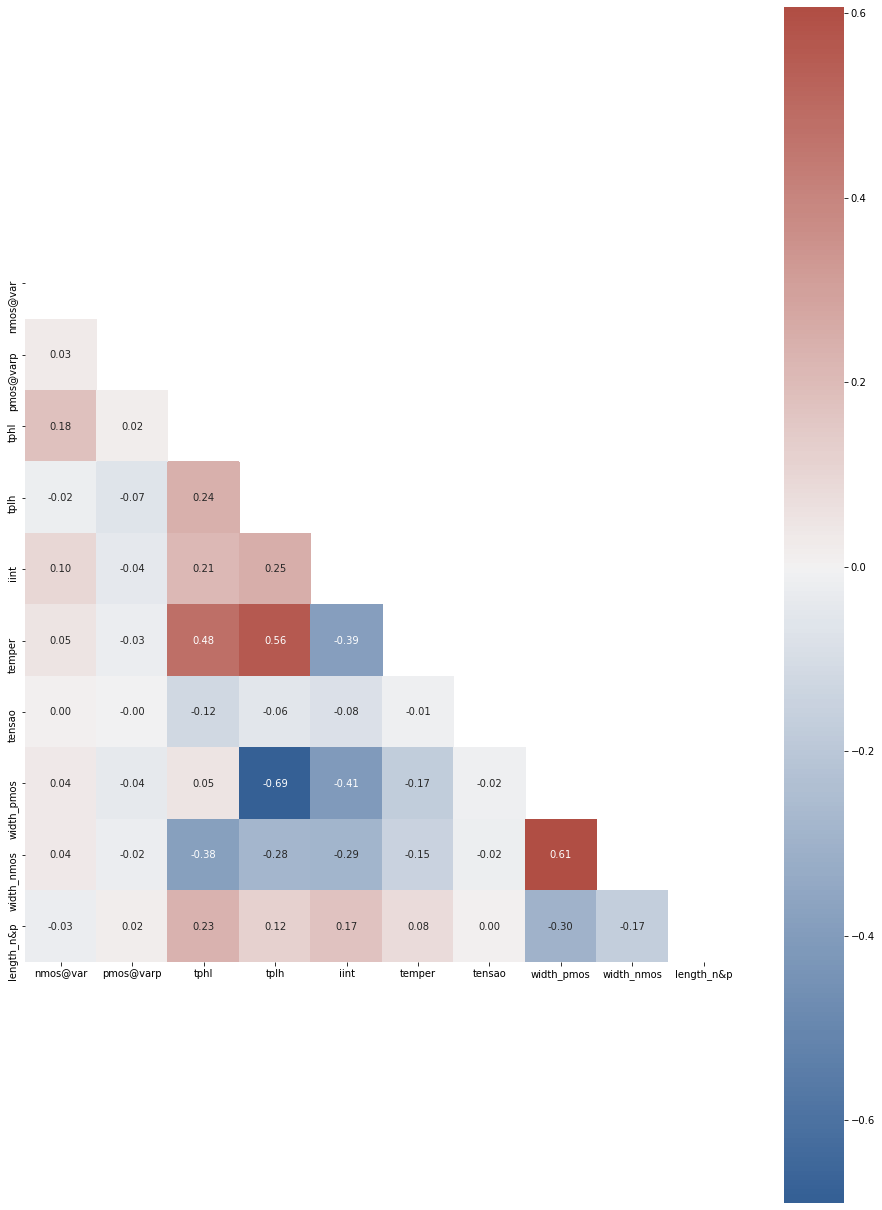 nmos@var
pmos@varp 0.03
tphl 0.18 0.02
tplh -0.02 -0.07 0.24
iint 0.10 -0.04 0.21 0.25
temper 0.05 -0.03 0.48 0.56 -0.39
tensao 0.00 -0.00 -0.12 -0.06 -0.08 -0.01
width_pmos 0.04 -0.04 0.05 -0.69 -0.41 -0.17 -0.02
width_nmos 0.04 -0.02 -0.38 -0.28 -0.29 -0.15 -0.02 0.61
length_n&p -0.03 0.02 0.23 0.12 0.17 0.08 0.00 -0.30 -0.17
nmos@var pmos@varp tphl tplh iint temper tensao width_pmos width_nmos length_n&p
0.6
0.4
0.2
0.0
−0.2
−0.4
−0.6